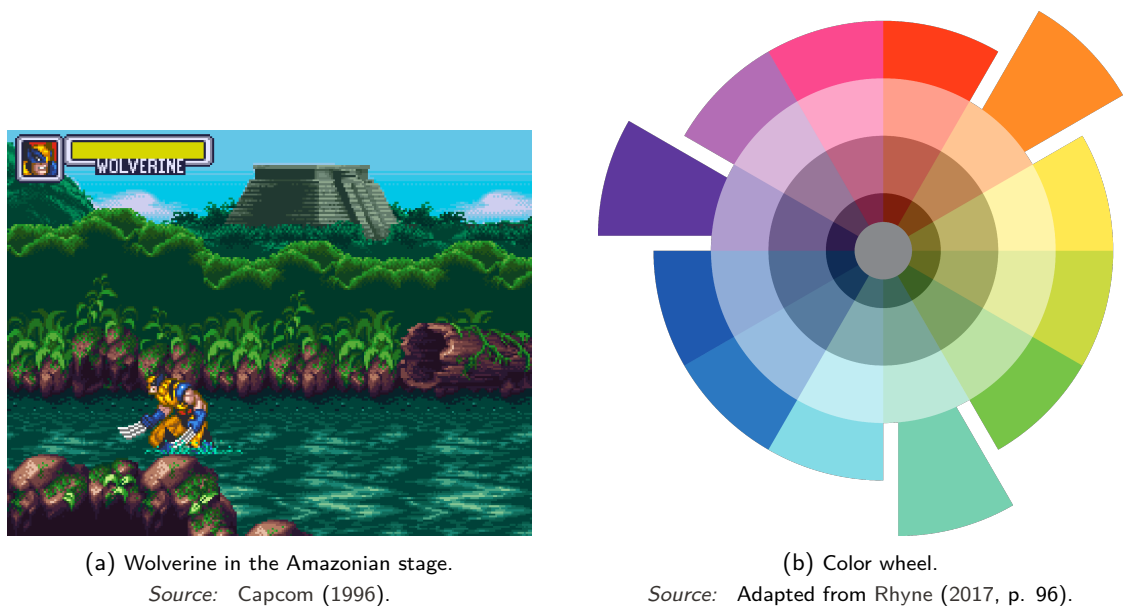 WOLVERINE
(a) Wolverine in the Amazonian stage.
Source: Capcom (1996).
(b) Color wheel.
Source: Adapted from Rhyne (2017, p. 96).